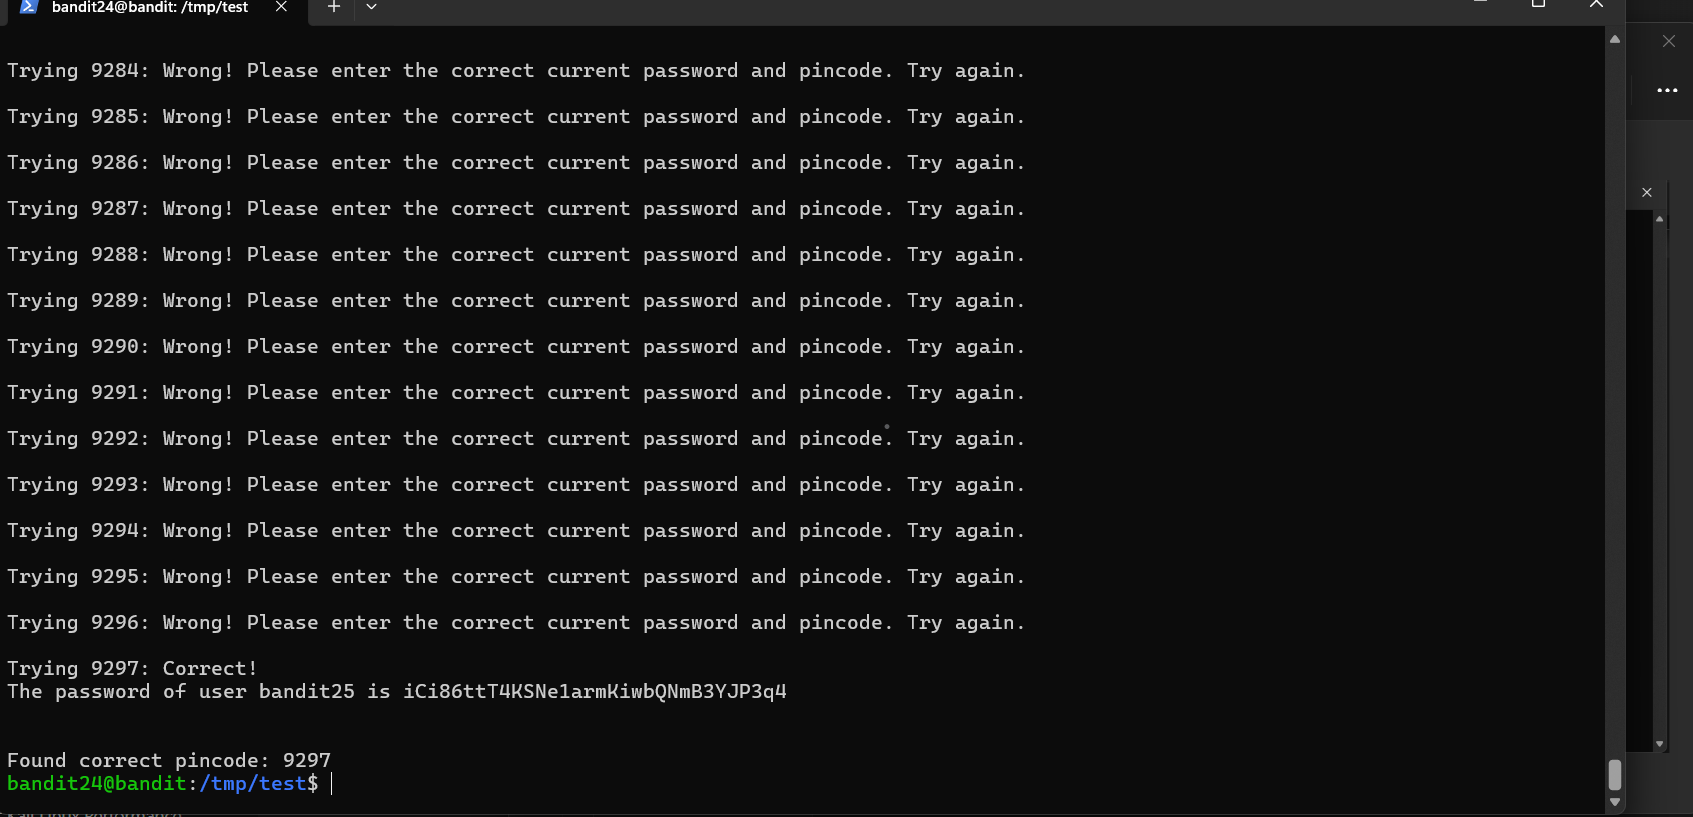 bandit24@bandit: /tmp/test
Trying 9284: Wrong! Please enter the correct current password and pincode. Try again.
Trying 9285: Wrong! Please enter the correct current password and pincode. Try again.
Trying 9286: Wrong! Please enter the correct current password and pincode. Try again.
Trying 9287: Wrong! Please enter the correct current password and pincode. Try again.
Trying 9288: Wrong! Please enter the correct current password and pincode. Try again.
Trying 9289: Wrong! Please enter the correct current password and pincode. Try again.
Trying 9290: Wrong! Please enter the correct current password and pincode. Try again.
Trying 9291: Wrong! Please enter the correct current password and pincode. Try again.
Trying 9292: Wrong! Please enter the correct current password and pincode. Try again.
Trying 9293: Wrong! Please enter the correct current password and pincode. Try again.
Trying 9294: Wrong! Please enter the correct current password and pincode. Try again.
Trying 9295: Wrong! Please enter the correct current password and pincode. Try again.
Trying 9296: Wrong! Please enter the correct current password and pincode. Try again.
Trying 9297: Correct!
The password of user bandit25 is iCi86ttT4KSNe1armKiwbQNmB3YJP3q4
Found correct pincode: 9297
bandit24@bandit:/tmp/test$